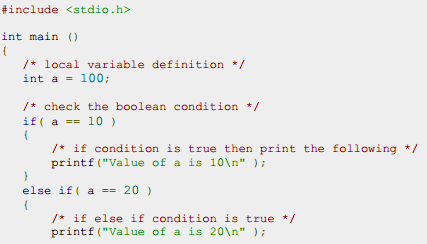 #include <stdio.h>
int main ()
{
/* local variable definition */
int a = 100;
/* check the boolean condition */
if( a == 10 )
{
/* if condition is true then print the following */
printf("Value of a is 10\n" );
}
else if( a == 20 )
{
/* if else if condition is true */
printf("Value of a is 20\n" );